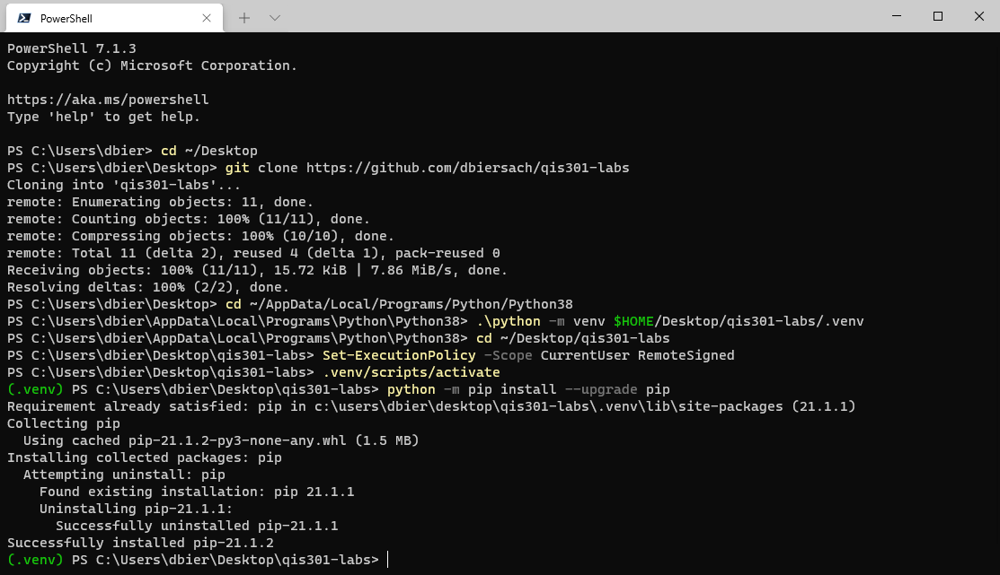 PowerShell
PowerShell 7.1.3
Copyright (c) Microsoft Corporation.
https://aka.ms/powershell
Type 'help' to get help.
PS C:\Users\dbier> cd ~/Desktop
PS C:\Users\dbier\Desktop> git clone https://github.com/dbiersach/qis301-labs
Cloning into 'qis301-labs'...
remote: Enumerating objects: 11, done.
remote: Counting objects: 100% (11/11), done.
remote: Compressing objects: 100% (10/10), done.
remote: Total 11 (delta 2), reused 4 (delta 1), pack-reused 0
Receiving objects: 100% (11/11), 15.72 KiB | 7.86 MiB/s, done.
Resolving deltas: 100% (2/2), done.
PS C:\Users\dbier\Desktop> cd ~/AppData/Local/Programs/Python/Python38
PS C:\Users\dbier\AppData\Local\Programs\Python\Python38> .\python -m venv $HOME/Desktop/qis301-labs/.venv
PS C:\Users\dbier\AppData\Local\Programs\Python\Python38> cd ~/Desktop/qis301-labs
PS C:\Users\dbier\Desktop\qis301-labs> Set-ExecutionPolicy -Scope CurrentUser RemoteSigned
PS C:\Users\dbier\Desktop\qis301-labs> .venv/scripts/activate
(.venv) PS C:\Users\dbier\Desktop\qis301-labs> python -m pip install --upgrade pip
Requirement already satisfied: pip in c:\users\dbier\desktop\qis301-labs\.venv\lib\site-packages (21.1.1)
Collecting pip
  Using cached pip-21.1.2-py3-none-any.whl (1.5 MB)
Installing collected packages: pip
  Attempting uninstall: pip
    Found existing installation: pip 21.1.1
    Uninstalling pip-21.1.1:
      Successfully uninstalled pip-21.1.1
Successfully installed pip-21.1.2
(.venv) PS C:\Users\dbier\Desktop\qis301-labs>